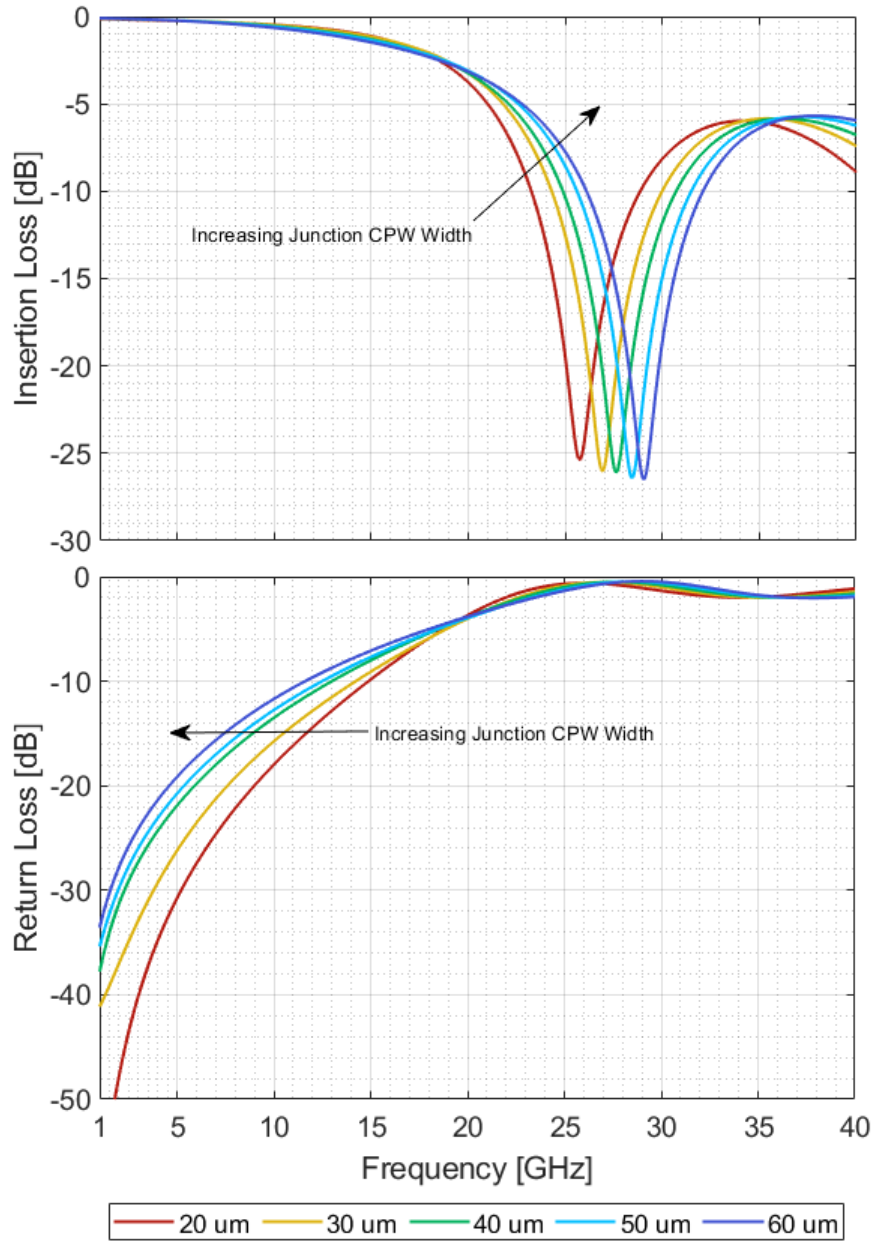 0
-5
-10
-15
-20
-25
-30
Insertion Loss [dB]
Increasing Junction CPW Width
0
-10
-20
-30
-40
-50
Return Loss [dB]
Increasing Junction CPW Width
1 5 10 15 20 25 30 35 40
Frequency [GHz]
20 um 30 um 40 um 50 um 60 um